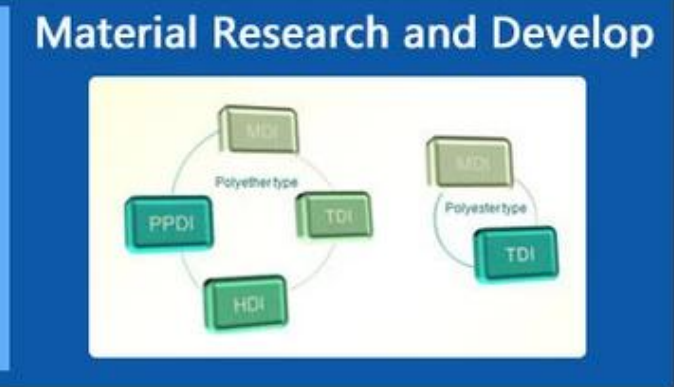 Material Research and Develop
MDI
Polyether type
PPDI
TDI
HDI
MDI
Polyester type
TDI